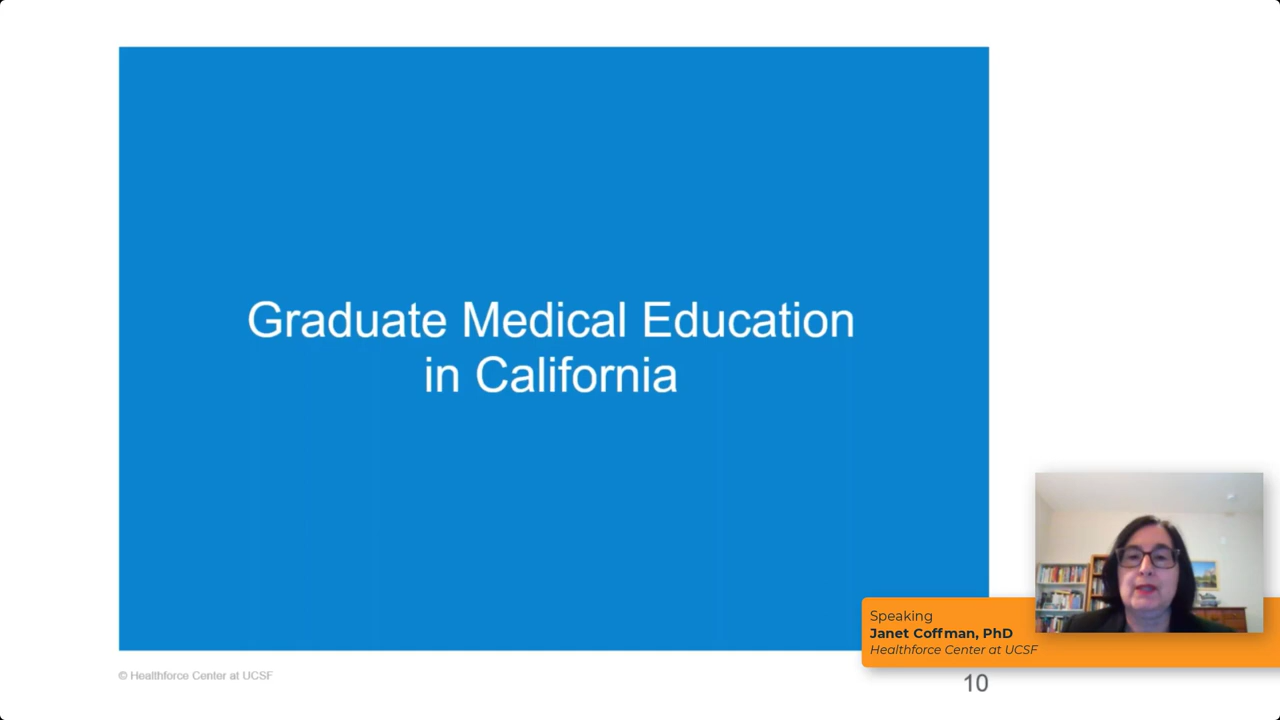 Graduate Medical Education
in California
Speaking
Janet Coffman, PhD
Healthforce Center at UCSF
© Healthforce Center at UCSF
10